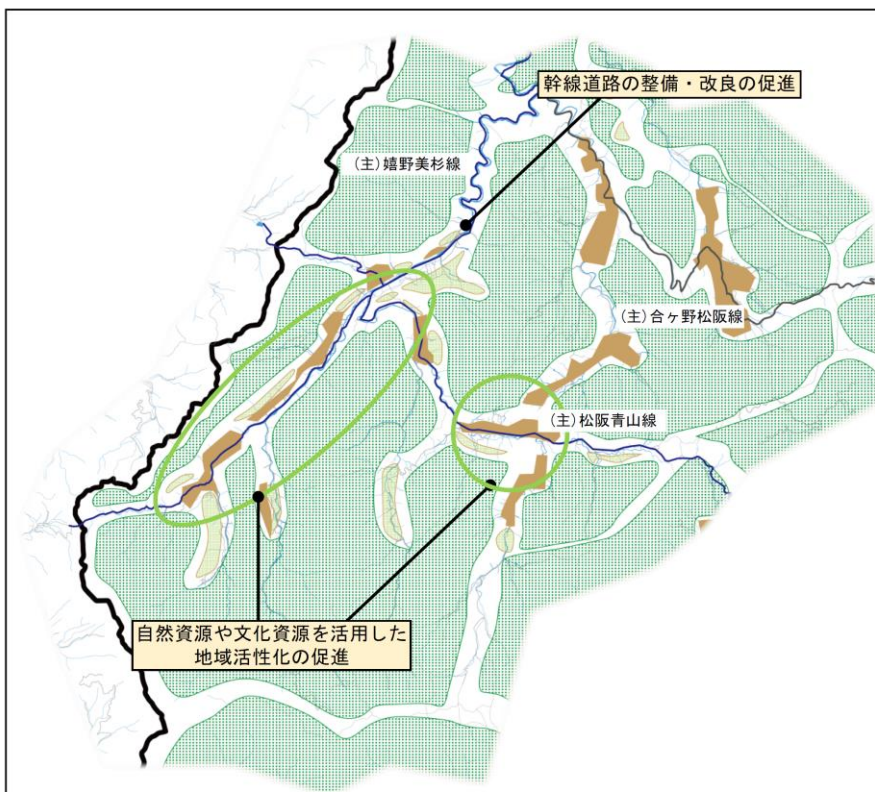 幹線道路の整備・改良の促進
(主)嬉野美杉線
(主)合ヶ野松阪線
(主)松阪青山線
自然資源や文化資源を活用した
地域活性化の促進